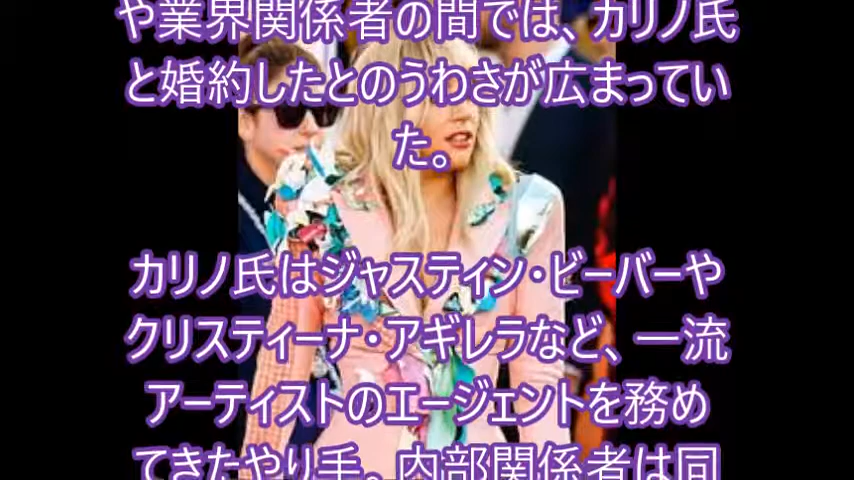 や業界関係者の間では、カリノ氏
と婚約したとのうわさが広まってい
た。
カリノ氏はジャスティン・ビーバーや
クリスティーナ・アギレラなど、一流
アーティストのエージェントを務め
てきたやり手。内部関係者は同